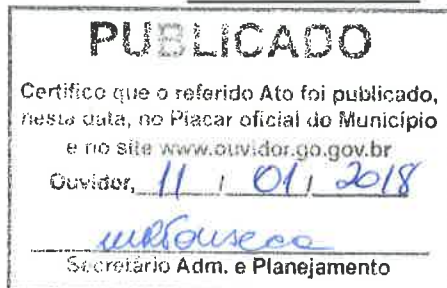 PUBLICADO
Certifico que o referido Ato foi publicado,
nesta data, no Placar oficial do Município
e no site www.ouvidor.go.gov.br
Ouvidor, 11 / 01 / 2018
Secretário Adm. e Planejamento